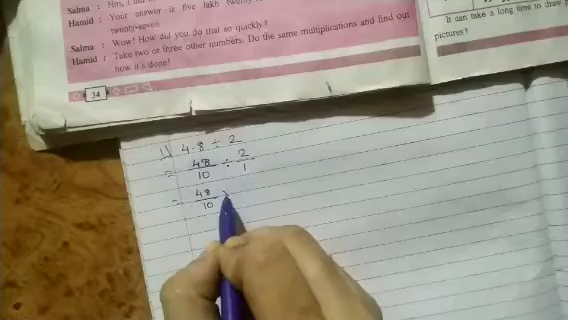 Salma : Hm, I did
Hamid : Your answer is five lakh
twenty-seven
Salma : Wow! How did you do that so quickly?
Hamid : Take two or three other numbers. Do the same multiplications and find out
how it's done!
34
It can take a long time to draw
pictures?
1) 4.8 ÷ 2
= 48/10 ÷ 2/1
= 48/10